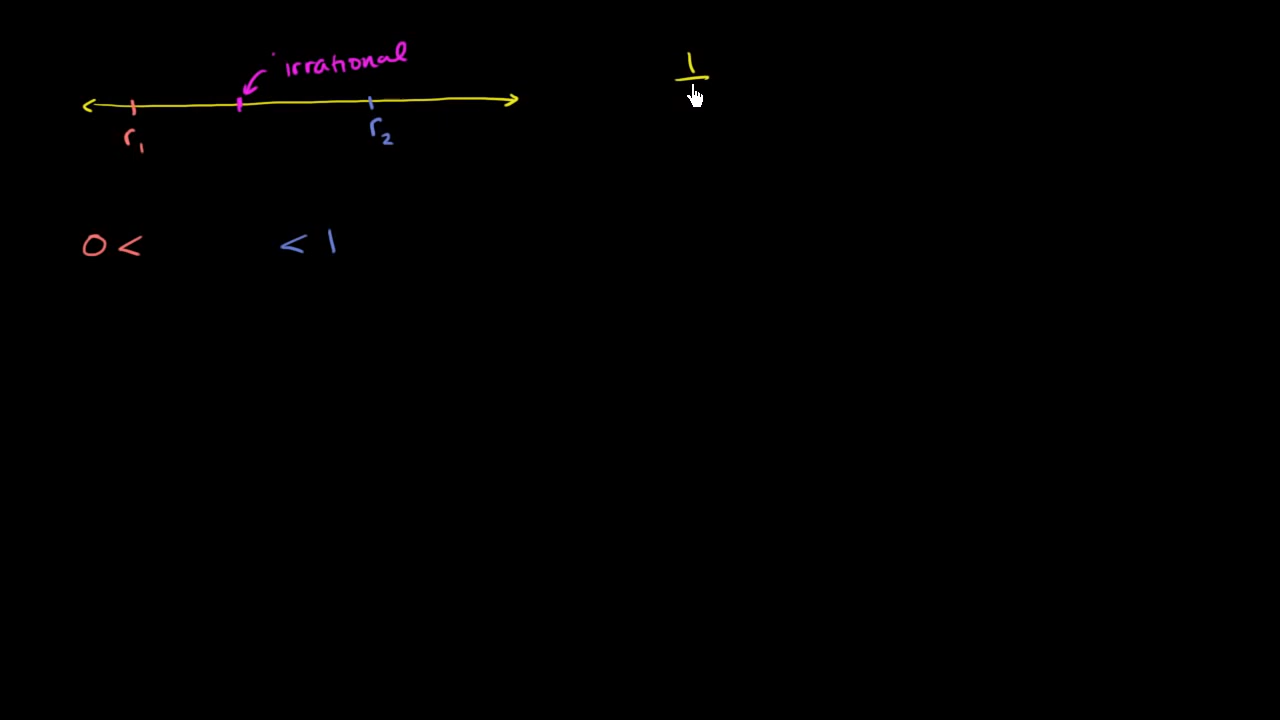 irrational
r₁ r₂
1
0 < < 1